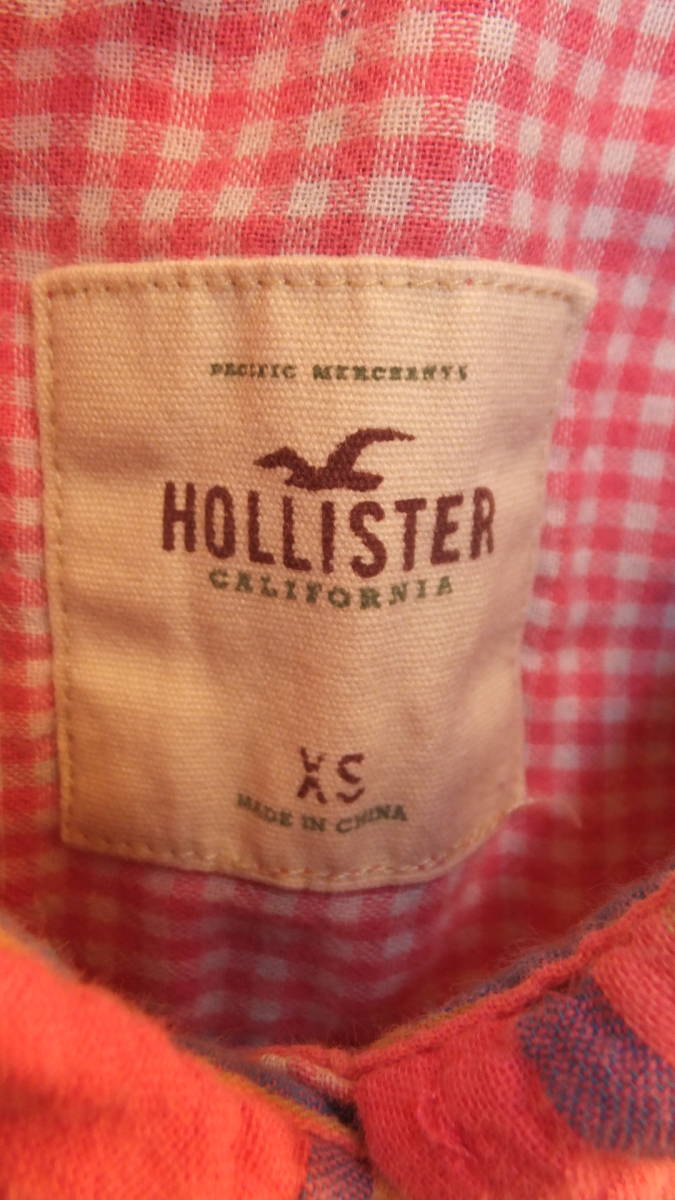 PACIFIC MERCHANTS
HOLLISTER
CALIFORNIA
XS
MADE IN CHINA